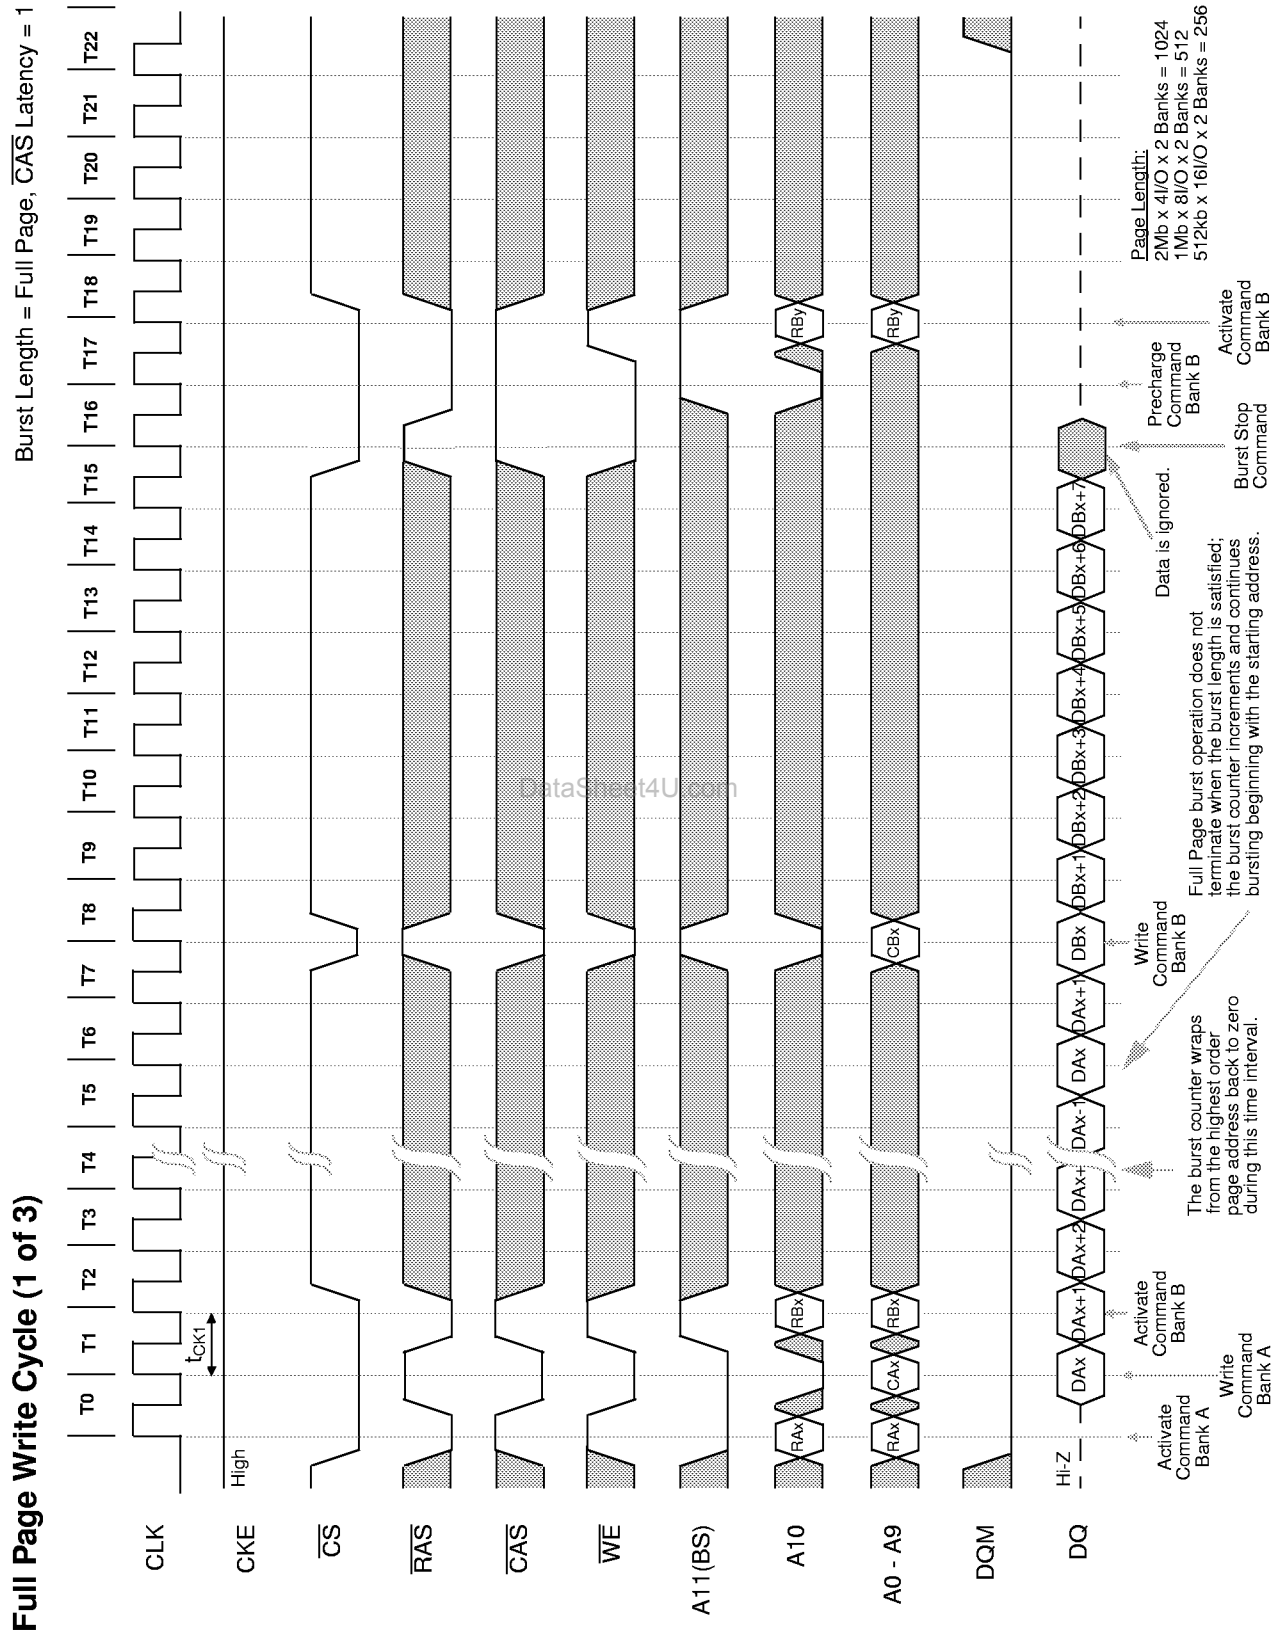 Full Page Write Cycle (1 of 3)
Burst Length = Full Page, CAS Latency = 1
T0 T1 T2 T3 T4 T5 T6 T7 T8 T9 T10 T11 T12 T13 T14 T15 T16 T17 T18 T19 T20 T21 T22
CLK
tCK1
CKE
High
CS
RAS
CAS
WE
A11(BS)
A10
RAx RBx RBy
A0 - A9
RAx CAx RBx CBx RBy
DQM
DQ
Hi-Z
DAx DAx+1 DAx+2 DAx+ DAx-1 DAx DAx+1 DBx DBx+1 DBx+2 DBx+3 DBx+4 DBx+5 DBx+6 DBx+7
Activate
Command
Bank A
Write
Command
Bank A
Activate
Command
Bank B
The burst counter wraps
from the highest order
page address back to zero
during this time interval.
Write
Command
Bank B
Full Page burst operation does not
terminate when the burst length is satisfied;
the burst counter increments and continues
bursting beginning with the starting address.
Data is ignored.
Burst Stop
Command
Precharge
Command
Bank B
Activate
Command
Bank B
Page Length:
2Mb x 4I/O x 2 Banks = 1024
1Mb x 8I/O x 2 Banks = 512
512kb x 16I/O x 2 Banks = 256
DataSheet4U.com